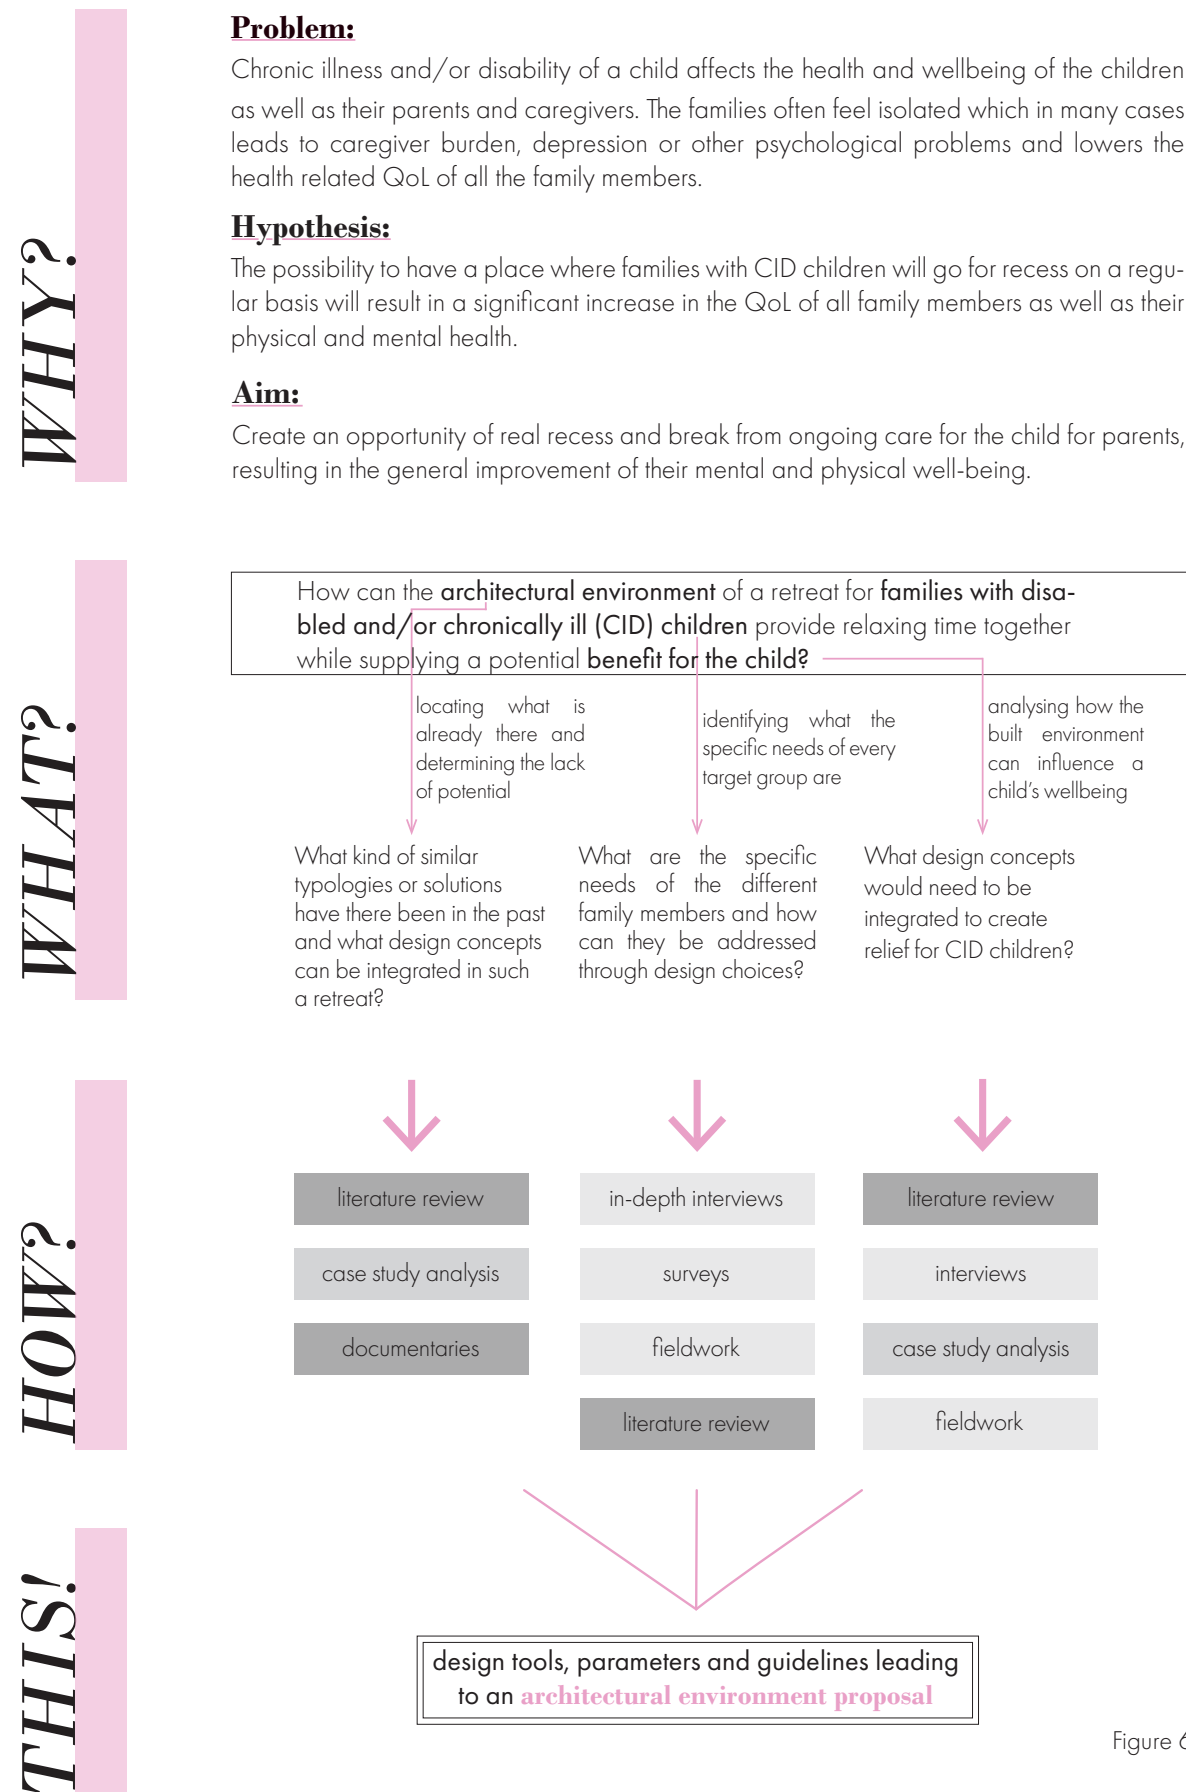 WHY?
Problem:
Chronic illness and/or disability of a child affects the health and wellbeing of the children
as well as their parents and caregivers. The families often feel isolated which in many cases
leads to caregiver burden, depression or other psychological problems and lowers the
health related QoL of all the family members.
Hypothesis:
The possibility to have a place where families with CID children will go for recess on a regu-
lar basis will result in a significant increase in the QoL of all family members as well as their
physical and mental health.
Aim:
Create an opportunity of real recess and break from ongoing care for the child for parents,
resulting in the general improvement of their mental and physical well-being.
WHAT?
How can the architectural environment of a retreat for families with disa-
bled and/or chronically ill (CID) children provide relaxing time together
while supplying a potential benefit for the child?
locating what is
already there and
determining the lack
of potential
identifying what the
specific needs of every
target group are
analysing how the
built environment
can influence a
child's wellbeing
What kind of similar
typologies or solutions
have there been in the past
and what design concepts
can be integrated in such
a retreat?
What are the specific
needs of the different
family members and how
can they be addressed
through design choices?
What design concepts
would need to be
integrated to create
relief for CID children?
HOW?
literature review
case study analysis
documentaries
in-depth interviews
surveys
fieldwork
literature review
literature review
interviews
case study analysis
fieldwork
THIS!
design tools, parameters and guidelines leading
to an architectural environment proposal
Figure 6